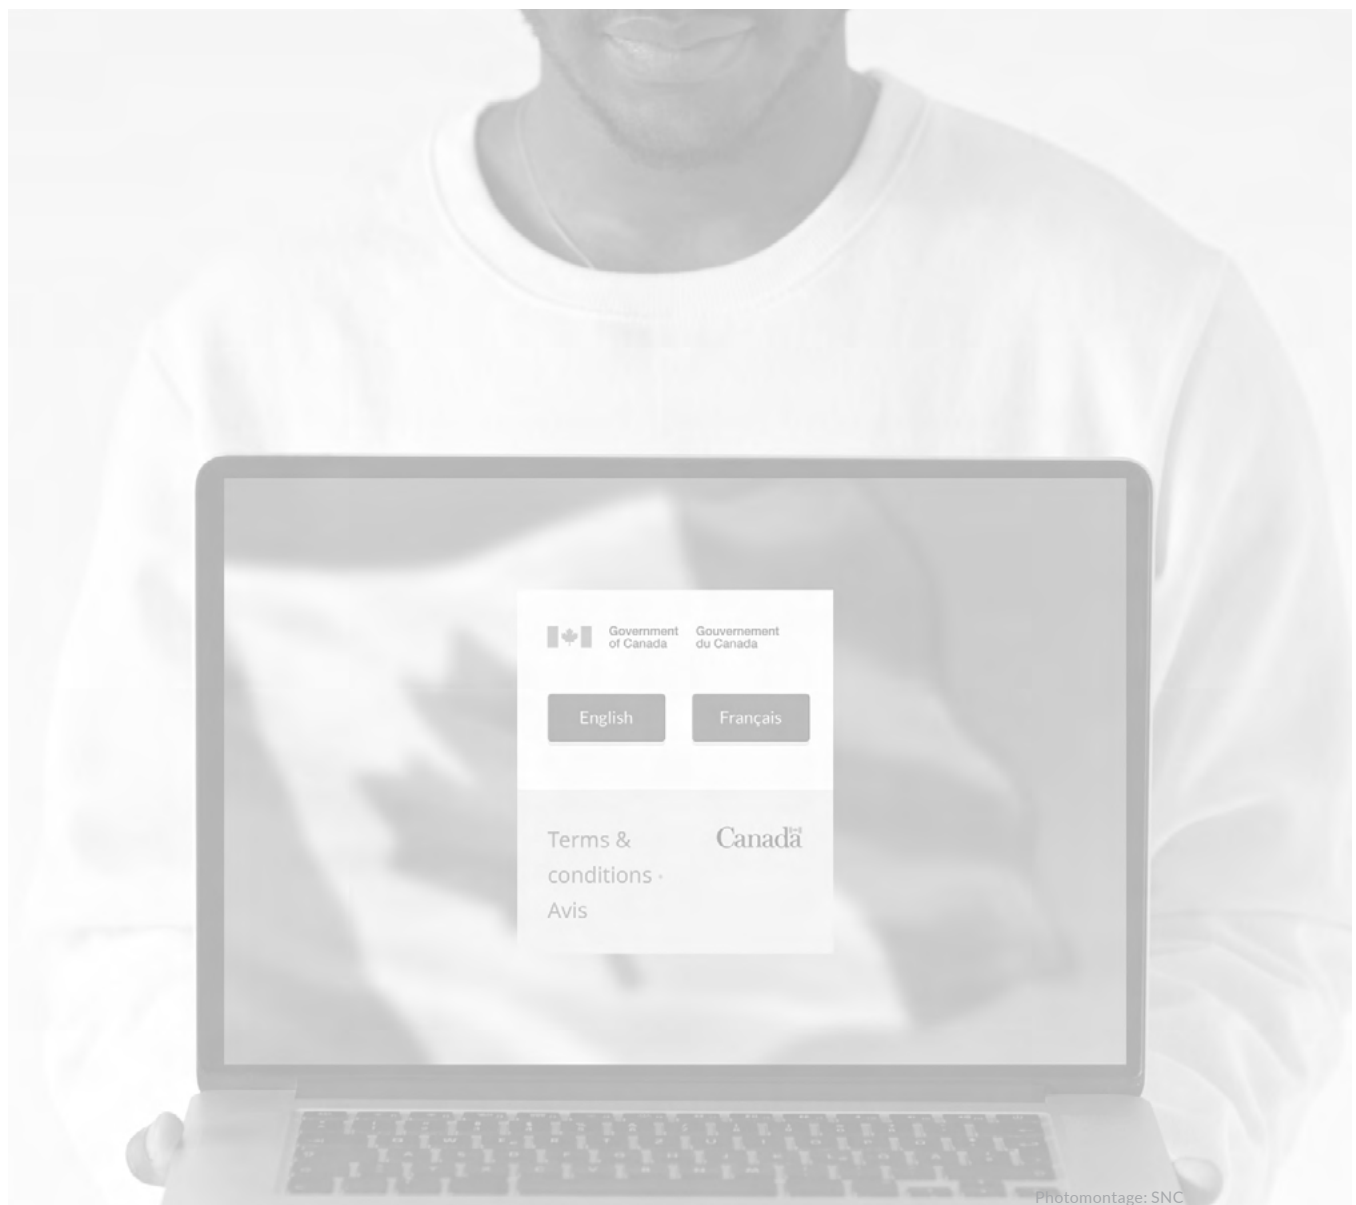 Government
of Canada
Gouvernement
du Canada
English
Français
Terms &
conditions ·
Avis
Canada
Photomontage: SNC